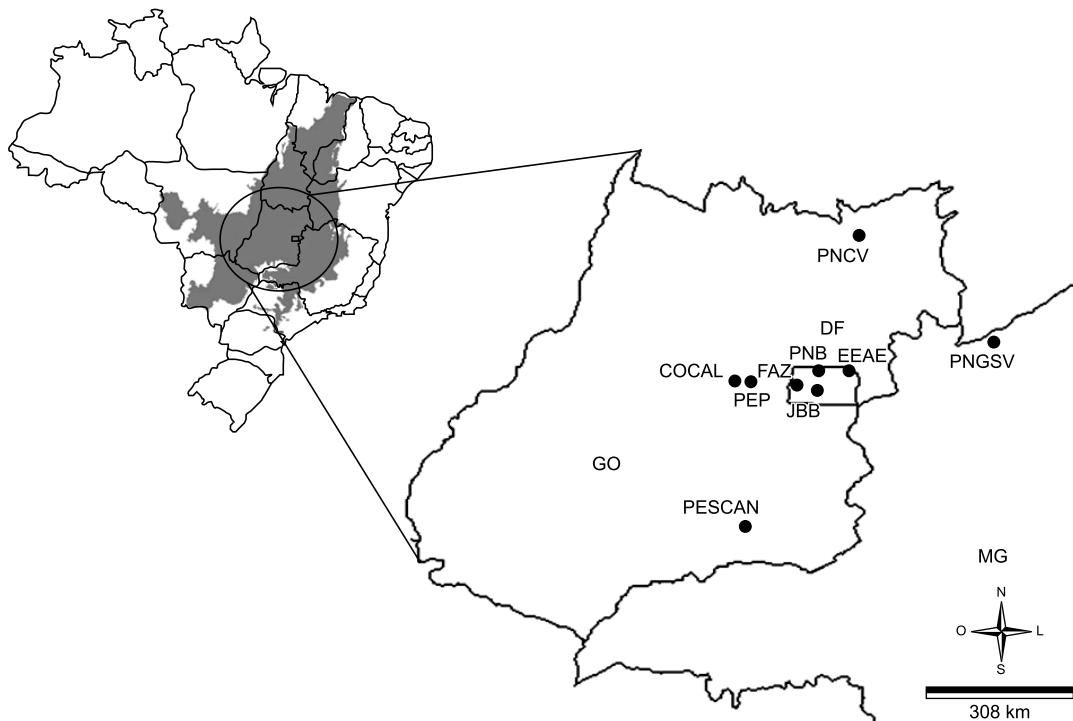 PNCV
DF
PNB EEAE
PNGSV
COCAL FAZ
PEP
JBB
GO
PESCAN
MG
N
O L
S
308 km